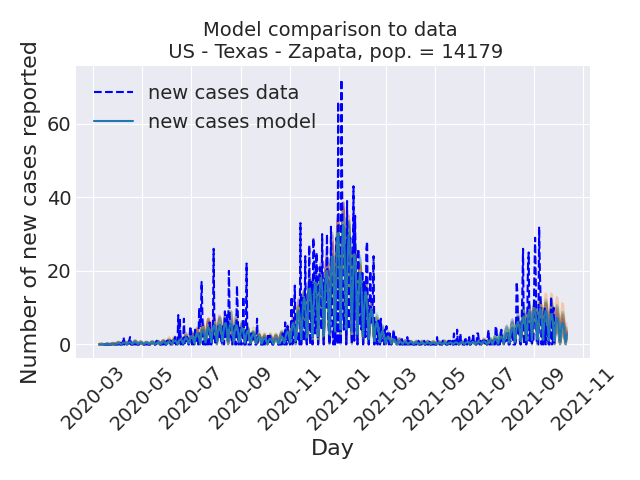 Model comparison to data
US - Texas - Zapata, pop. = 14179
Number of new cases reported
new cases data
new cases model
60
40
20
0
2020-03
2020-05
2020-07
2020-09
2020-11
2021-01
2021-03
2021-05
2021-07
2021-09
2021-11
Day